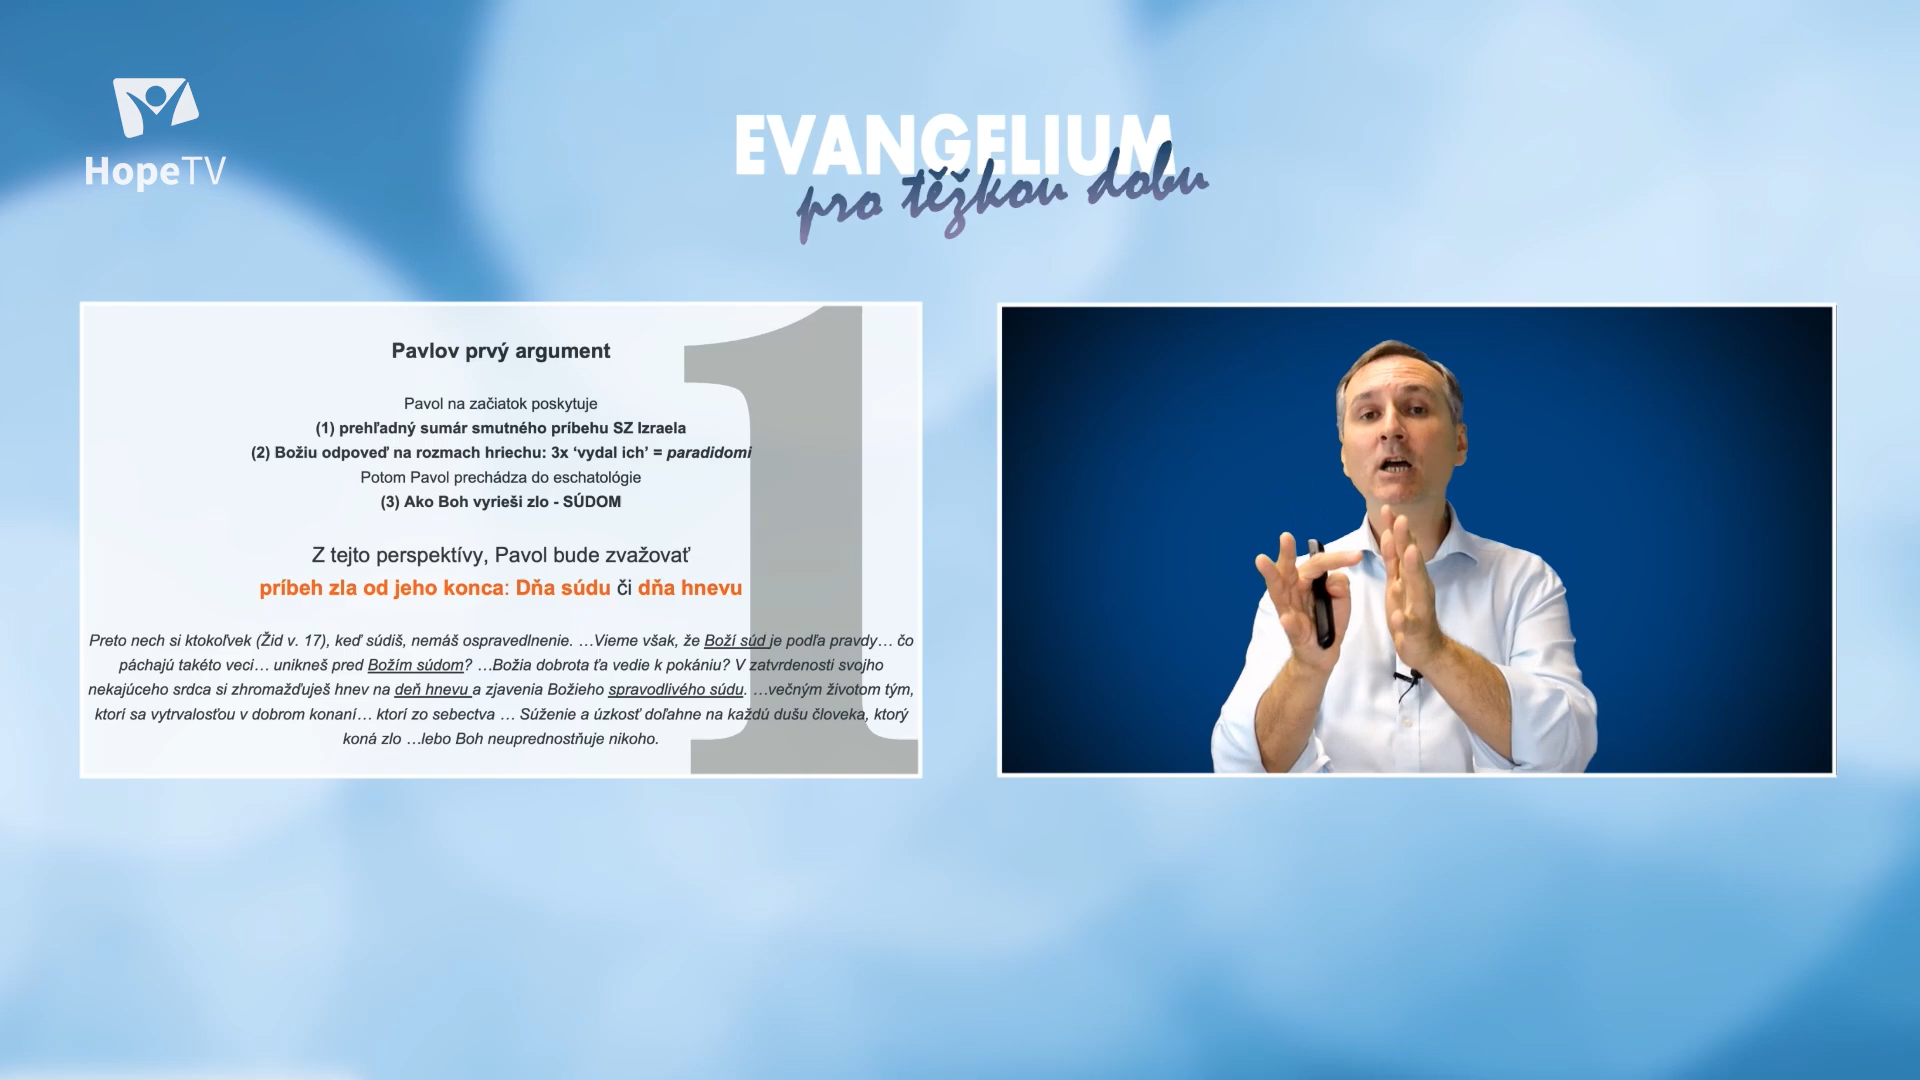 HopeTV
EVANGELIUM
pro těžkou dobu
1
Pavlov prvý argument
Pavol na začiatok poskytuje
(1) prehľadný sumár smutného príbehu SZ Izraela
(2) Božiu odpoveď na rozmach hriechu: 3x ‘vydal ich’ = paradidomi
Potom Pavol prechádza do eschatológie
(3) Ako Boh vyrieši zlo - SÚDOM
Z tejto perspektívy, Pavol bude zvažovať
príbeh zla od jeho konca: Dňa súdu či dňa hnevu
Preto nech si ktokoľvek (Žid v. 17), keď súdiš, nemáš ospravedlnenie. …Vieme však, že Boží súd je podľa pravdy… čo
páchajú takéto veci… unikneš pred Božím súdom? …Božia dobrota ťa vedie k pokániu? V zatvrdenosti svojho
nekajúceho srdca si zhromažďuješ hnev na deň hnevu a zjavenia Božieho spravodlivého súdu. …večným životom tým,
ktorí sa vytrvalosťou v dobrom konaní… ktorí zo sebectva … Súženie a úzkosť doľahne na každú dušu človeka, ktorý
koná zlo …lebo Boh neuprednostňuje nikoho.